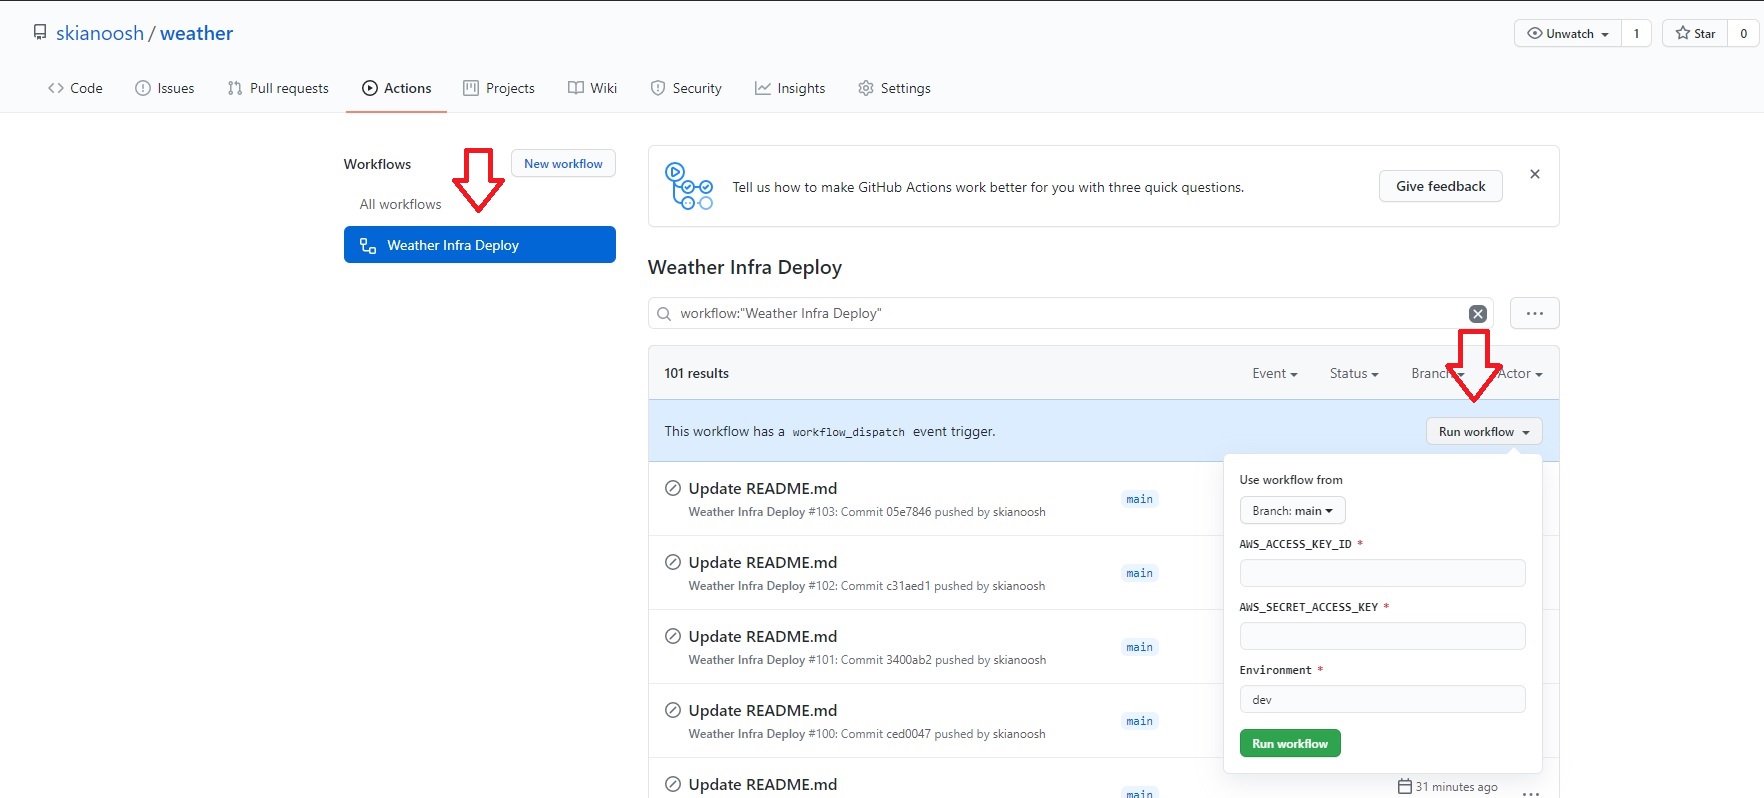 skianoosh / weather
Unwatch 1 Star 0
Code Issues Pull requests Actions Projects Wiki Security Insights Settings
Workflows New workflow
All workflows
Weather Infra Deploy
Tell us how to make GitHub Actions work better for you with three quick questions. Give feedback
Weather Infra Deploy
workflow:"Weather Infra Deploy"
101 results Event Status Branch Actor
This workflow has a workflow_dispatch event trigger. Run workflow
Update README.md
Weather Infra Deploy #103: Commit 05e7846 pushed by skianoosh
main
Update README.md
Weather Infra Deploy #102: Commit c31aed1 pushed by skianoosh
main
Update README.md
Weather Infra Deploy #101: Commit 3400ab2 pushed by skianoosh
main
Update README.md
Weather Infra Deploy #100: Commit ced0047 pushed by skianoosh
main
Update README.md
main
31 minutes ago
Use workflow from
Branch: main
AWS_ACCESS_KEY_ID *
AWS_SECRET_ACCESS_KEY *
Environment *
dev
Run workflow